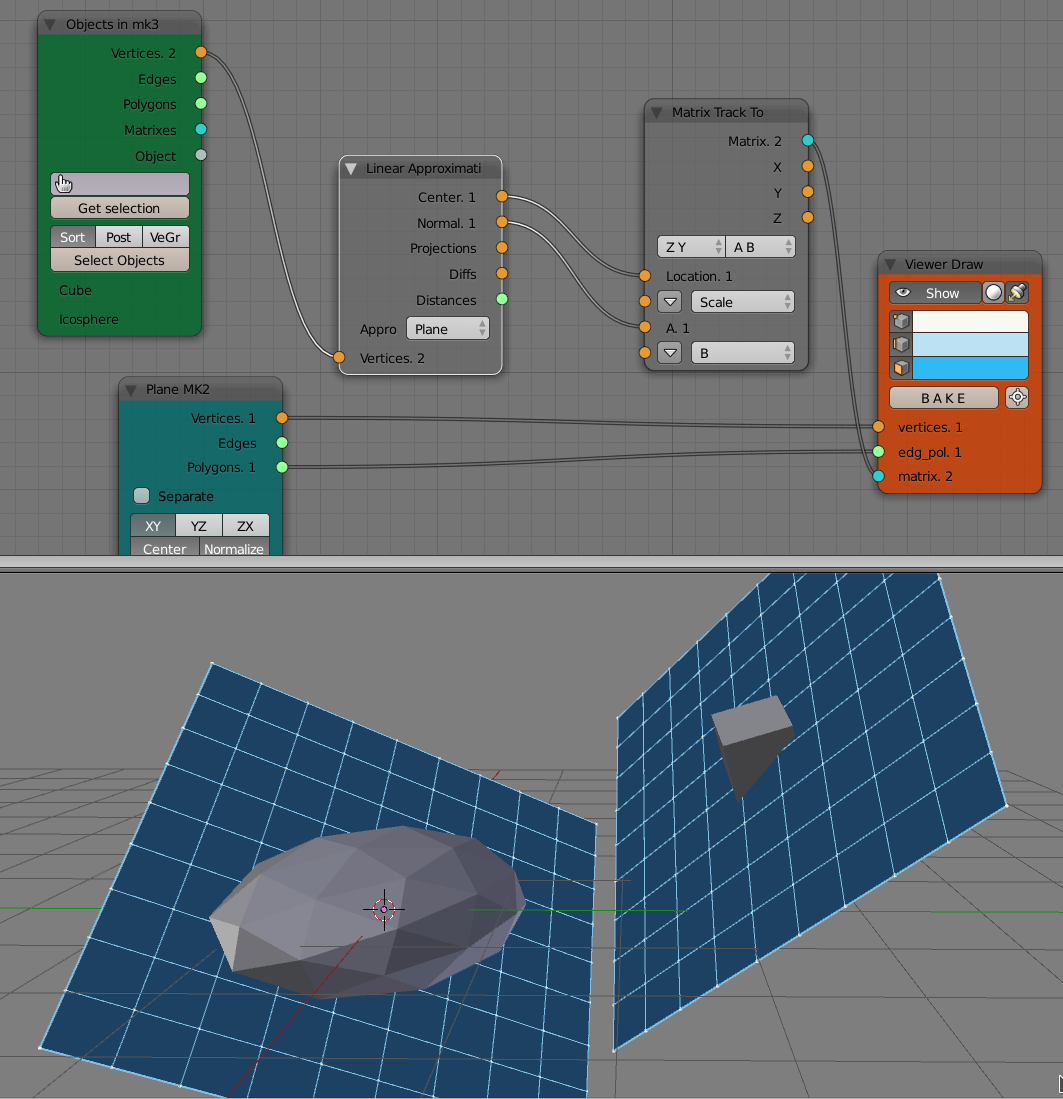 Objects in mk3
Vertices. 2
Edges
Polygons
Matrixes
Object
Get selection
Sort Post VeGr
Select Objects
Cube
Icosphere
Linear Approximati
Center. 1
Normal. 1
Projections
Diffs
Distances
Appro Plane
Vertices. 2
Matrix Track To
Matrix. 2
X
Y
Z
Z Y A B
Location. 1
Scale
A. 1
B
Plane MK2
Vertices. 1
Edges
Polygons. 1
Separate
XY YZ ZX
Center Normalize
Viewer Draw
Show
B A K E
vertices. 1
edg_pol. 1
matrix. 2